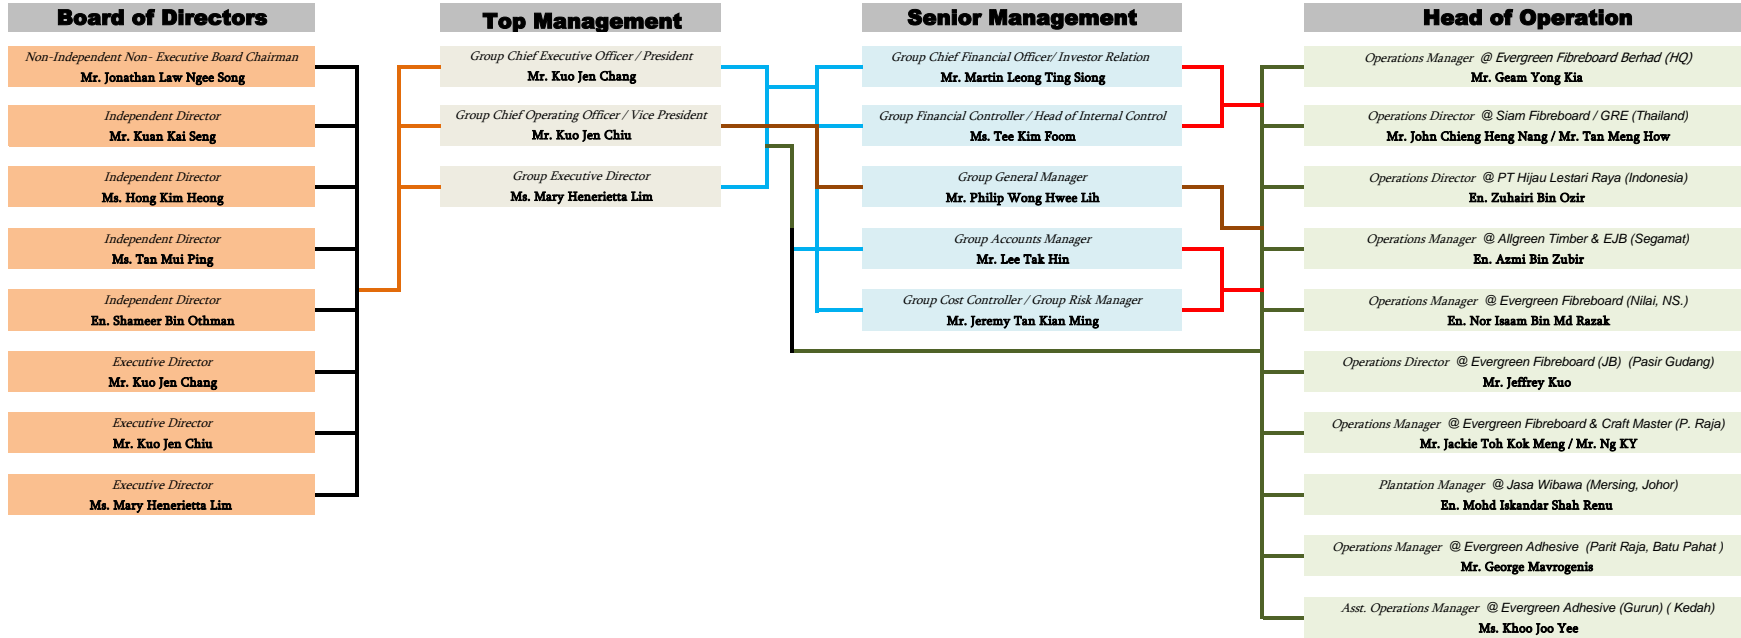 Board of Directors
Non-Independent Non- Executive Board Chairman
Mr. Jonathan Law Ngee Song
Independent Director
Mr. Kuan Kai Seng
Independent Director
Ms. Hong Kim Heong
Independent Director
Ms. Tan Mui Ping
Independent Director
En. Shameer Bin Othman
Executive Director
Mr. Kuo Jen Chang
Executive Director
Mr. Kuo Jen Chiu
Executive Director
Ms. Mary Henerietta Lim
Top Management
Group Chief Executive Officer / President
Mr. Kuo Jen Chang
Group Chief Operating Officer / Vice President
Mr. Kuo Jen Chiu
Group Executive Director
Ms. Mary Henerietta Lim
Senior Management
Group Chief Financial Officer/ Investor Relation
Mr. Martin Leong Ting Siong
Group Financial Controller / Head of Internal Control
Ms. Tee Kim Foom
Group General Manager
Mr. Philip Wong Hwee Lih
Group Accounts Manager
Mr. Lee Tak Hin
Group Cost Controller / Group Risk Manager
Mr. Jeremy Tan Kian Ming
Head of Operation
Operations Manager @ Evergreen Fibreboard Berhad (HQ)
Mr. Geam Yong Kia
Operations Director @ Siam Fibreboard / GRE (Thailand)
Mr. John Chieng Heng Nang / Mr. Tan Meng How
Operations Director @ PT Hijau Lestari Raya (Indonesia)
En. Zuhairi Bin Ozir
Operations Manager @ Allgreen Timber & EJB (Segamat)
En. Azmi Bin Zubir
Operations Manager @ Evergreen Fibreboard (Nilai, NS.)
En. Nor Isaam Bin Md Razak
Operations Director @ Evergreen Fibreboard (JB) (Pasir Gudang)
Mr. Jeffrey Kuo
Operations Manager @ Evergreen Fibreboard & Craft Master (P. Raja)
Mr. Jackie Toh Kok Meng / Mr. Ng KY
Plantation Manager @ Jasa Wibawa (Mersing, Johor)
En. Mohd Iskandar Shah Renu
Operations Manager @ Evergreen Adhesive (Parit Raja, Batu Pahat )
Mr. George Mavrogenis
Asst. Operations Manager @ Evergreen Adhesive (Gurun) ( Kedah)
Ms. Khoo Joo Yee